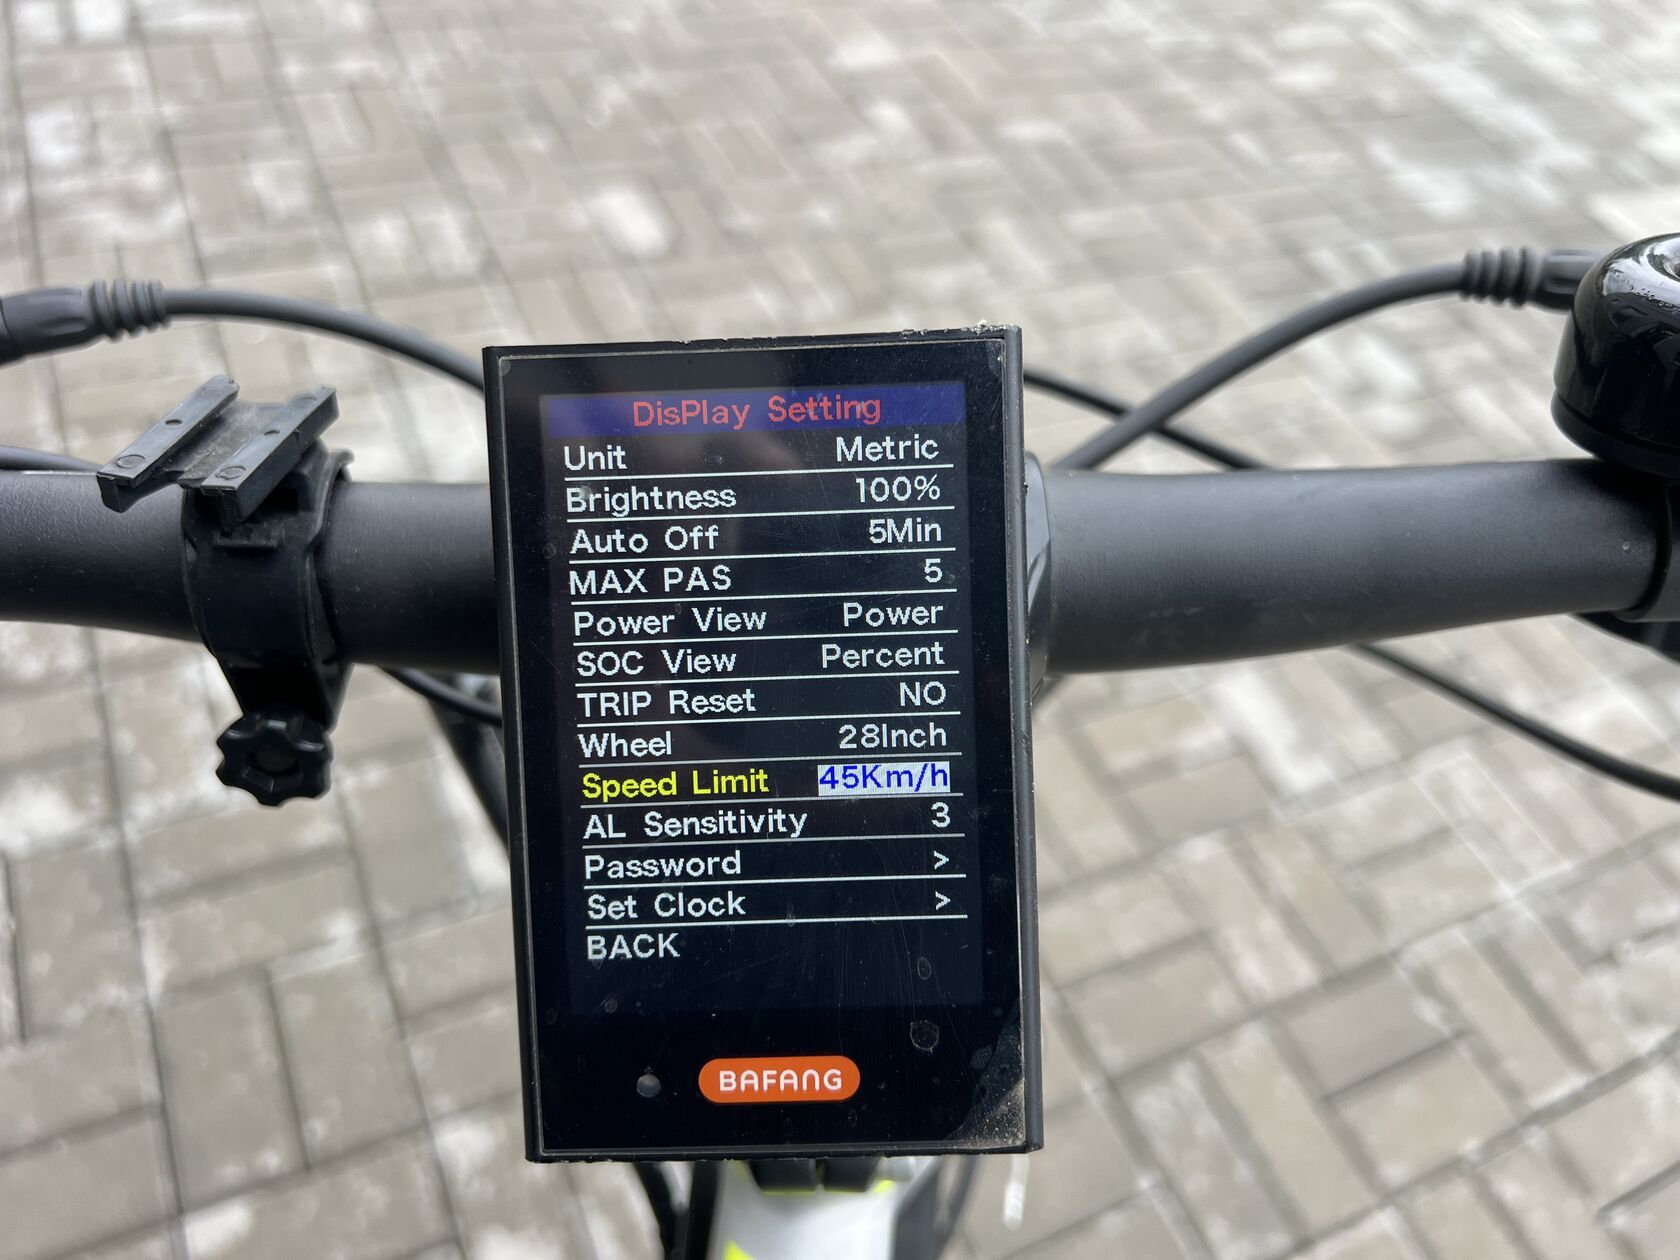 DisPlay Setting
Unit Metric
Brightness 100%
Auto Off 5Min
MAX PAS 5
Power View Power
SOC View Percent
TRIP Reset NO
Wheel 28Inch
Speed Limit 45Km/h
AL Sensitivity 3
Password >
Set Clock >
BACK
BAFANG